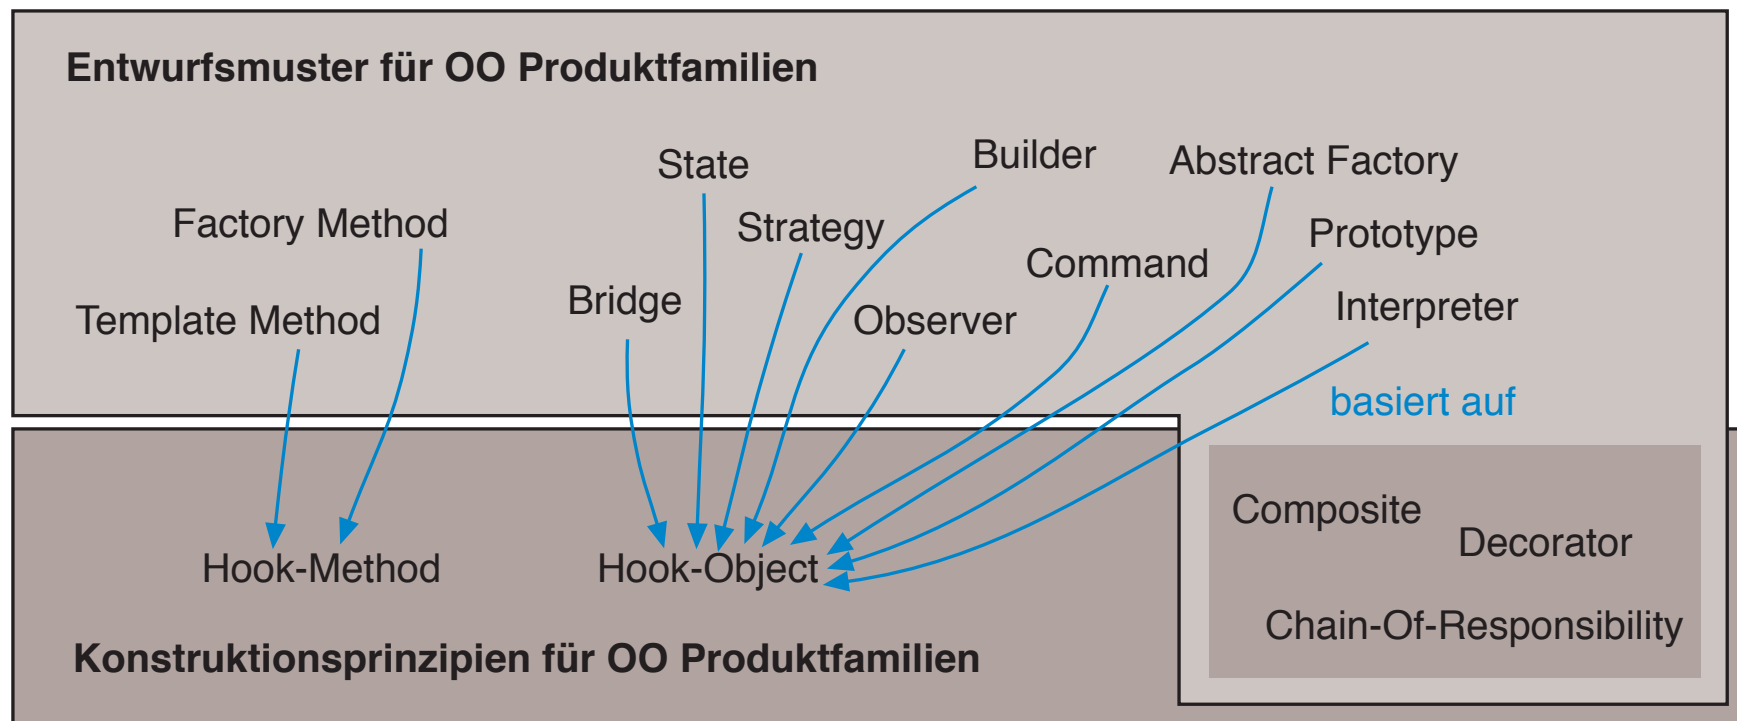 Entwurfsmuster für OO Produktfamilien
State
Builder
Abstract Factory
Factory Method
Strategy
Prototype
Command
Bridge
Observer
Interpreter
Template Method
basiert auf
Composite
Decorator
Hook-Method
Hook-Object
Chain-Of-Responsibility
Konstruktionsprinzipien für OO Produktfamilien